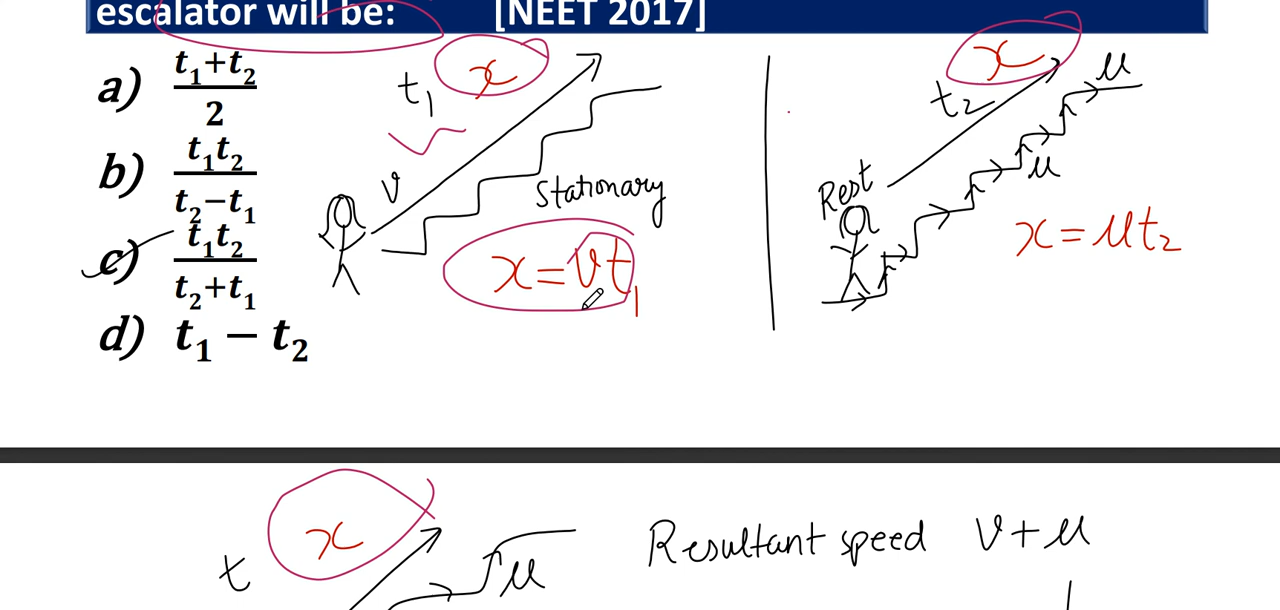 escalator will be: [NEET 2017]
a) t₁+t₂/2
b) t₁t₂/t₂−t₁
c) t₁t₂/t₂+t₁
d) t₁ − t₂
t₁ x
v
Stationary
x = vt₁
x
t₂ u
u
Rest
x = ut₂
x
t
u
Resultant speed v+u